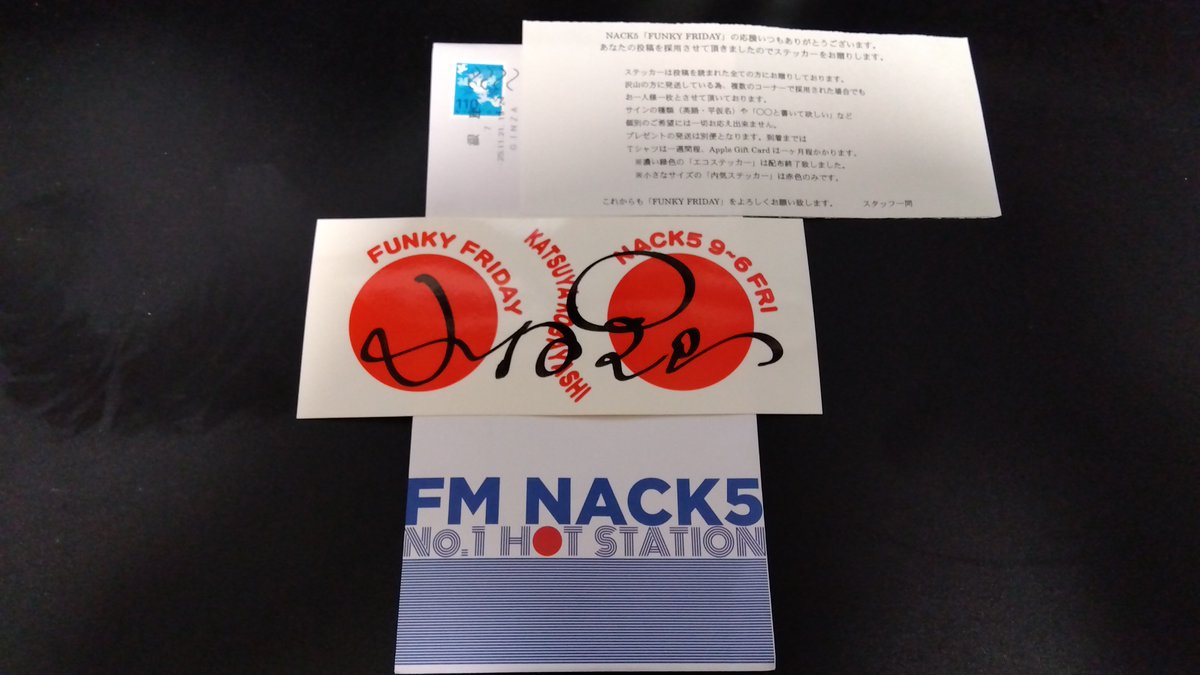 NACK5「FUNKY FRIDAY」の応援いつもありがとうございます。
あなたの投稿を採用させて頂きましたのでステッカーをお贈りします。
ステッカーは投稿を読まれた全ての方にお贈りしております。
沢山の方に発送している為、複数のコーナーで採用された場合でも
お一人様一枚とさせて頂いております。
サインの種類（英語・平仮名）や「〇〇と書いて欲しい」など
個別のご希望には一切お応え出来ません。
プレゼントの発送は別便となります。到着までは
Tシャツは一週間程、Apple Gift Card は一ヶ月程かかります。
※濃い緑色の「エコステッカー」は配布終了致しました。
※小さなサイズの「内気ステッカー」は赤色のみです。
これからも「FUNKY FRIDAY」をよろしくお願い致します。　スタッフ一同
110
GINZA
FUNKY FRIDAY
NACK5 9~6 FRI
FM NACK5
No.1 HOT STATION